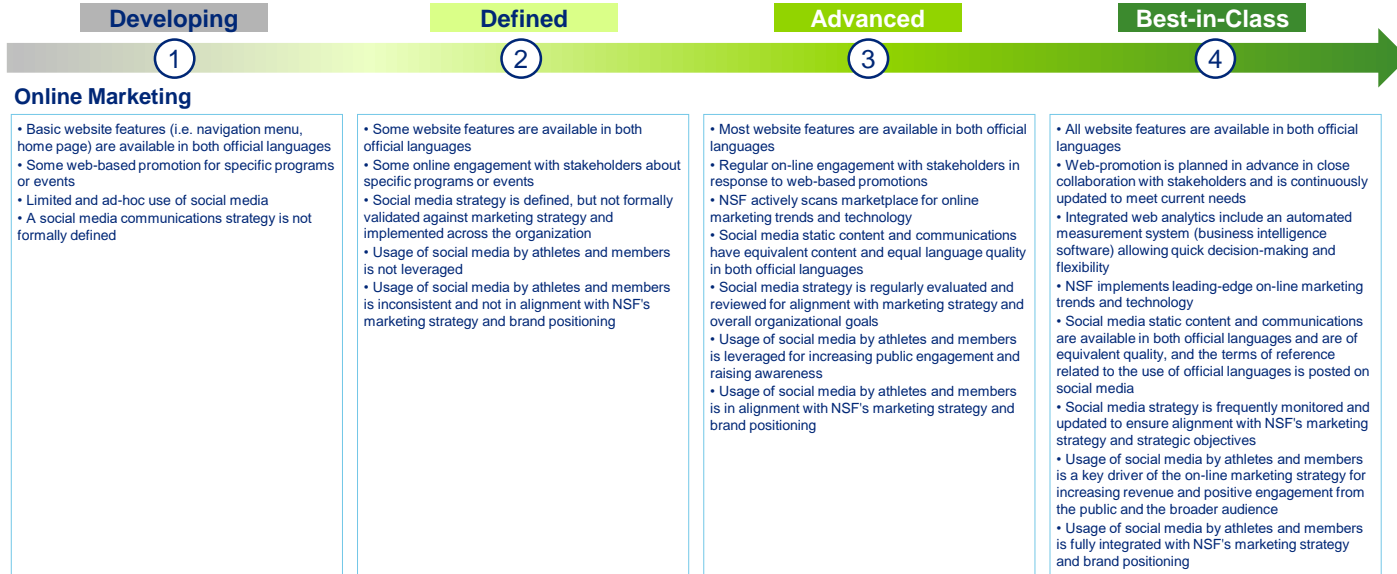 Developing
Defined
Advanced
Best-in-Class
1
2
3
4
Online Marketing
• Basic website features (i.e. navigation menu,
home page) are available in both official languages
• Some web-based promotion for specific programs
or events
• Limited and ad-hoc use of social media
• A social media communications strategy is not
formally defined
• Some website features are available in both
official languages
• Some online engagement with stakeholders about
specific programs or events
• Social media strategy is defined, but not formally
validated against marketing strategy and
implemented across the organization
• Usage of social media by athletes and members
is not leveraged
• Usage of social media by athletes and members
is inconsistent and not in alignment with NSF's
marketing strategy and brand positioning
• Most website features are available in both official
languages
• Regular on-line engagement with stakeholders in
response to web-based promotions
• NSF actively scans marketplace for online
marketing trends and technology
• Social media static content and communications
have equivalent content and equal language quality
in both official languages
• Social media strategy is regularly evaluated and
reviewed for alignment with marketing strategy and
overall organizational goals
• Usage of social media by athletes and members
is leveraged for increasing public engagement and
raising awareness
• Usage of social media by athletes and members
is in alignment with NSF's marketing strategy and
brand positioning
• All website features are available in both official
languages
• Web-promotion is planned in advance in close
collaboration with stakeholders and is continuously
updated to meet current needs
• Integrated web analytics include an automated
measurement system (business intelligence
software) allowing quick decision-making and
flexibility
• NSF implements leading-edge on-line marketing
trends and technology
• Social media static content and communications
are available in both official languages and are of
equivalent quality, and the terms of reference
related to the use of official languages is posted on
social media
• Social media strategy is frequently monitored and
updated to ensure alignment with NSF's marketing
strategy and strategic objectives
• Usage of social media by athletes and members
is a key driver of the on-line marketing strategy for
increasing revenue and positive engagement from
the public and the broader audience
• Usage of social media by athletes and members
is fully integrated with NSF's marketing strategy
and brand positioning